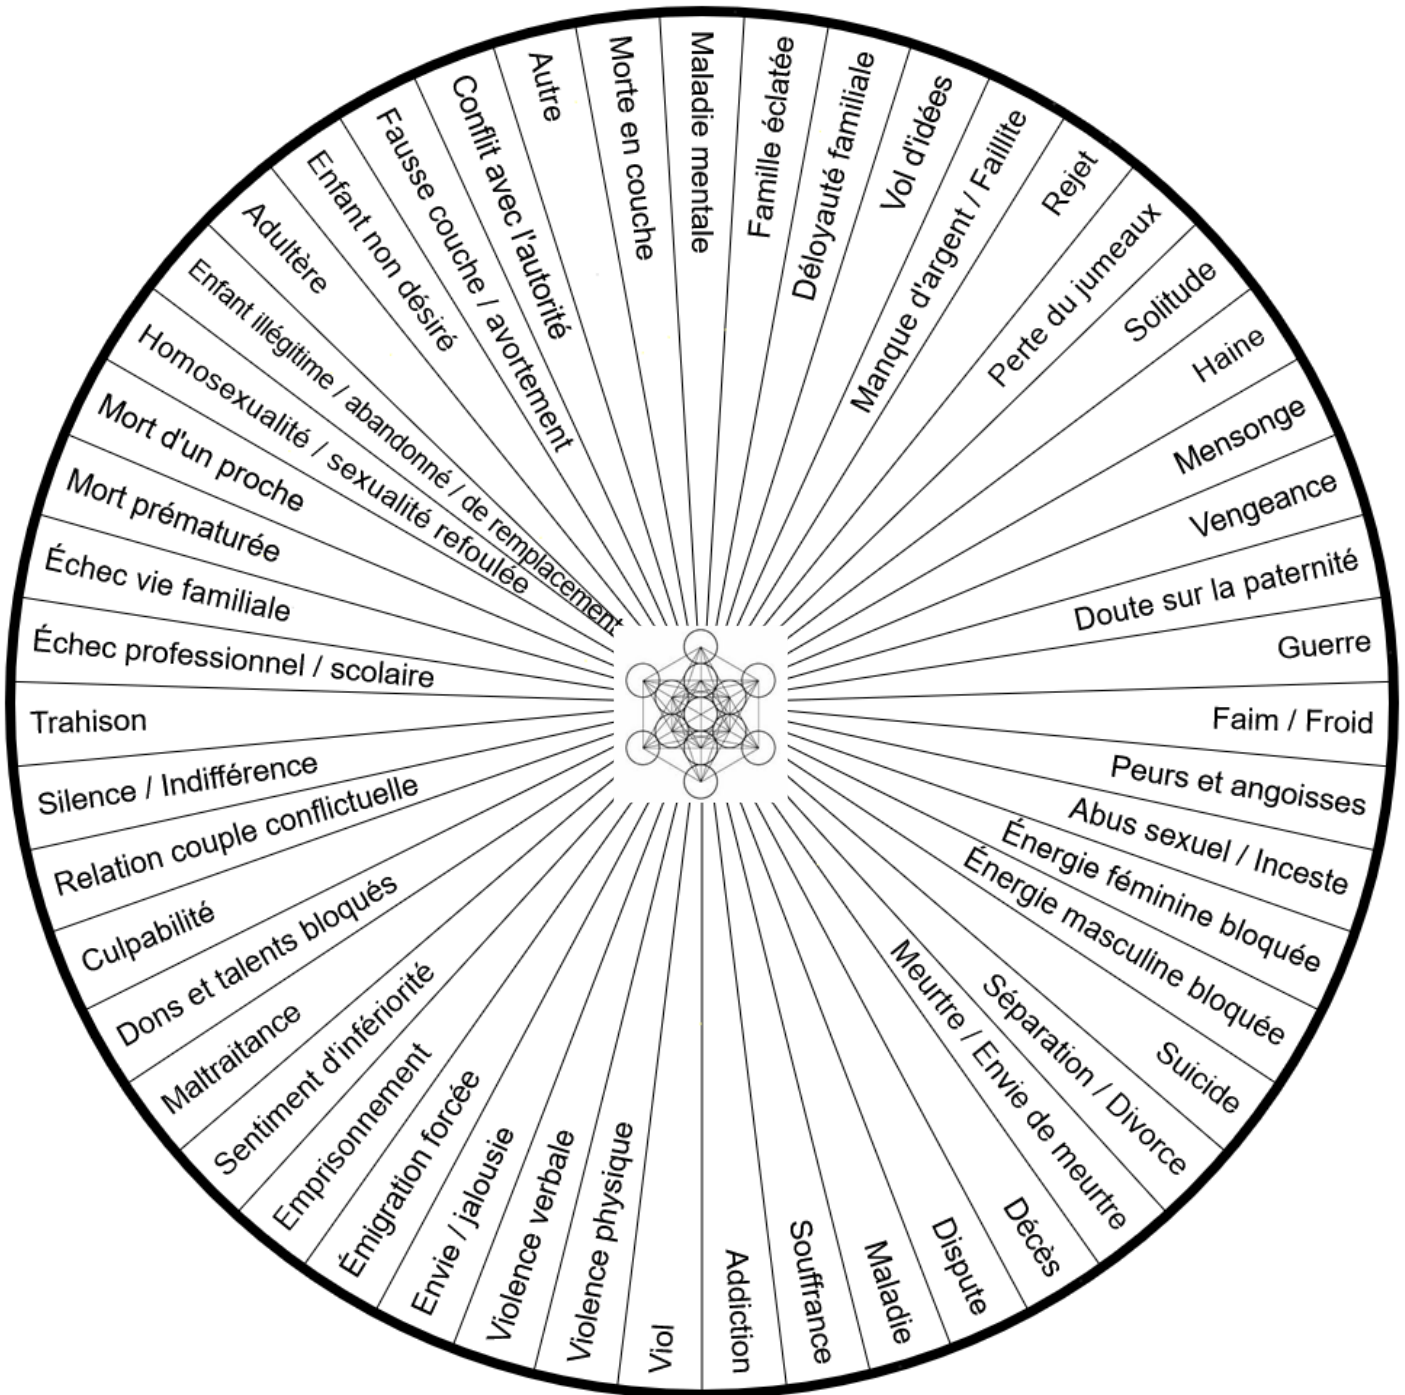 Maladie mentale
Famille éclatée
Déloyauté familiale
Vol d'idées
Manque d'argent / Faillite
Rejet
Perte du jumeaux
Solitude
Haine
Mensonge
Vengeance
Doute sur la paternité
Guerre
Faim / Froid
Peurs et angoisses
Abus sexuel / Inceste
Énergie féminine bloquée
Énergie masculine bloquée
Suicide
Séparation / Divorce
Meurtre / Envie de meurtre
Décès
Dispute
Maladie
Souffrance
Addiction
Viol
Violence physique
Violence verbale
Envie / jalousie
Émigration forcée
Emprisonnement
Sentiment d'infériorité
Maltraitance
Dons et talents bloqués
Culpabilité
Relation couple conflictuelle
Silence / Indifférence
Trahison
Échec professionnel / scolaire
Échec vie familiale
Mort prématurée
Mort d'un proche
Homosexualité / sexualité refoulée
Enfant illégitime / abandonné / de remplacement
Adultère
Enfant non désiré
Fausse couche / avortement
Conflit avec l'autorité
Autre
Morte en couche